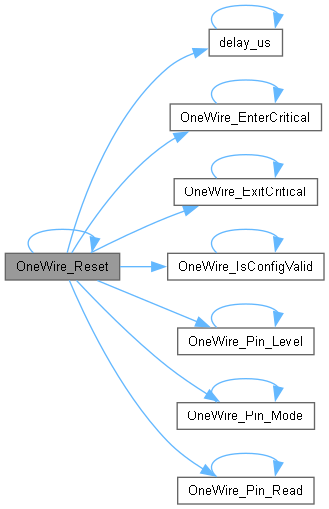 delay_us
OneWire_EnterCritical
OneWire_ExitCritical
OneWire_Reset
OneWire_IsConfigValid
OneWire_Pin_Level
OneWire_Pin_Mode
OneWire_Pin_Read